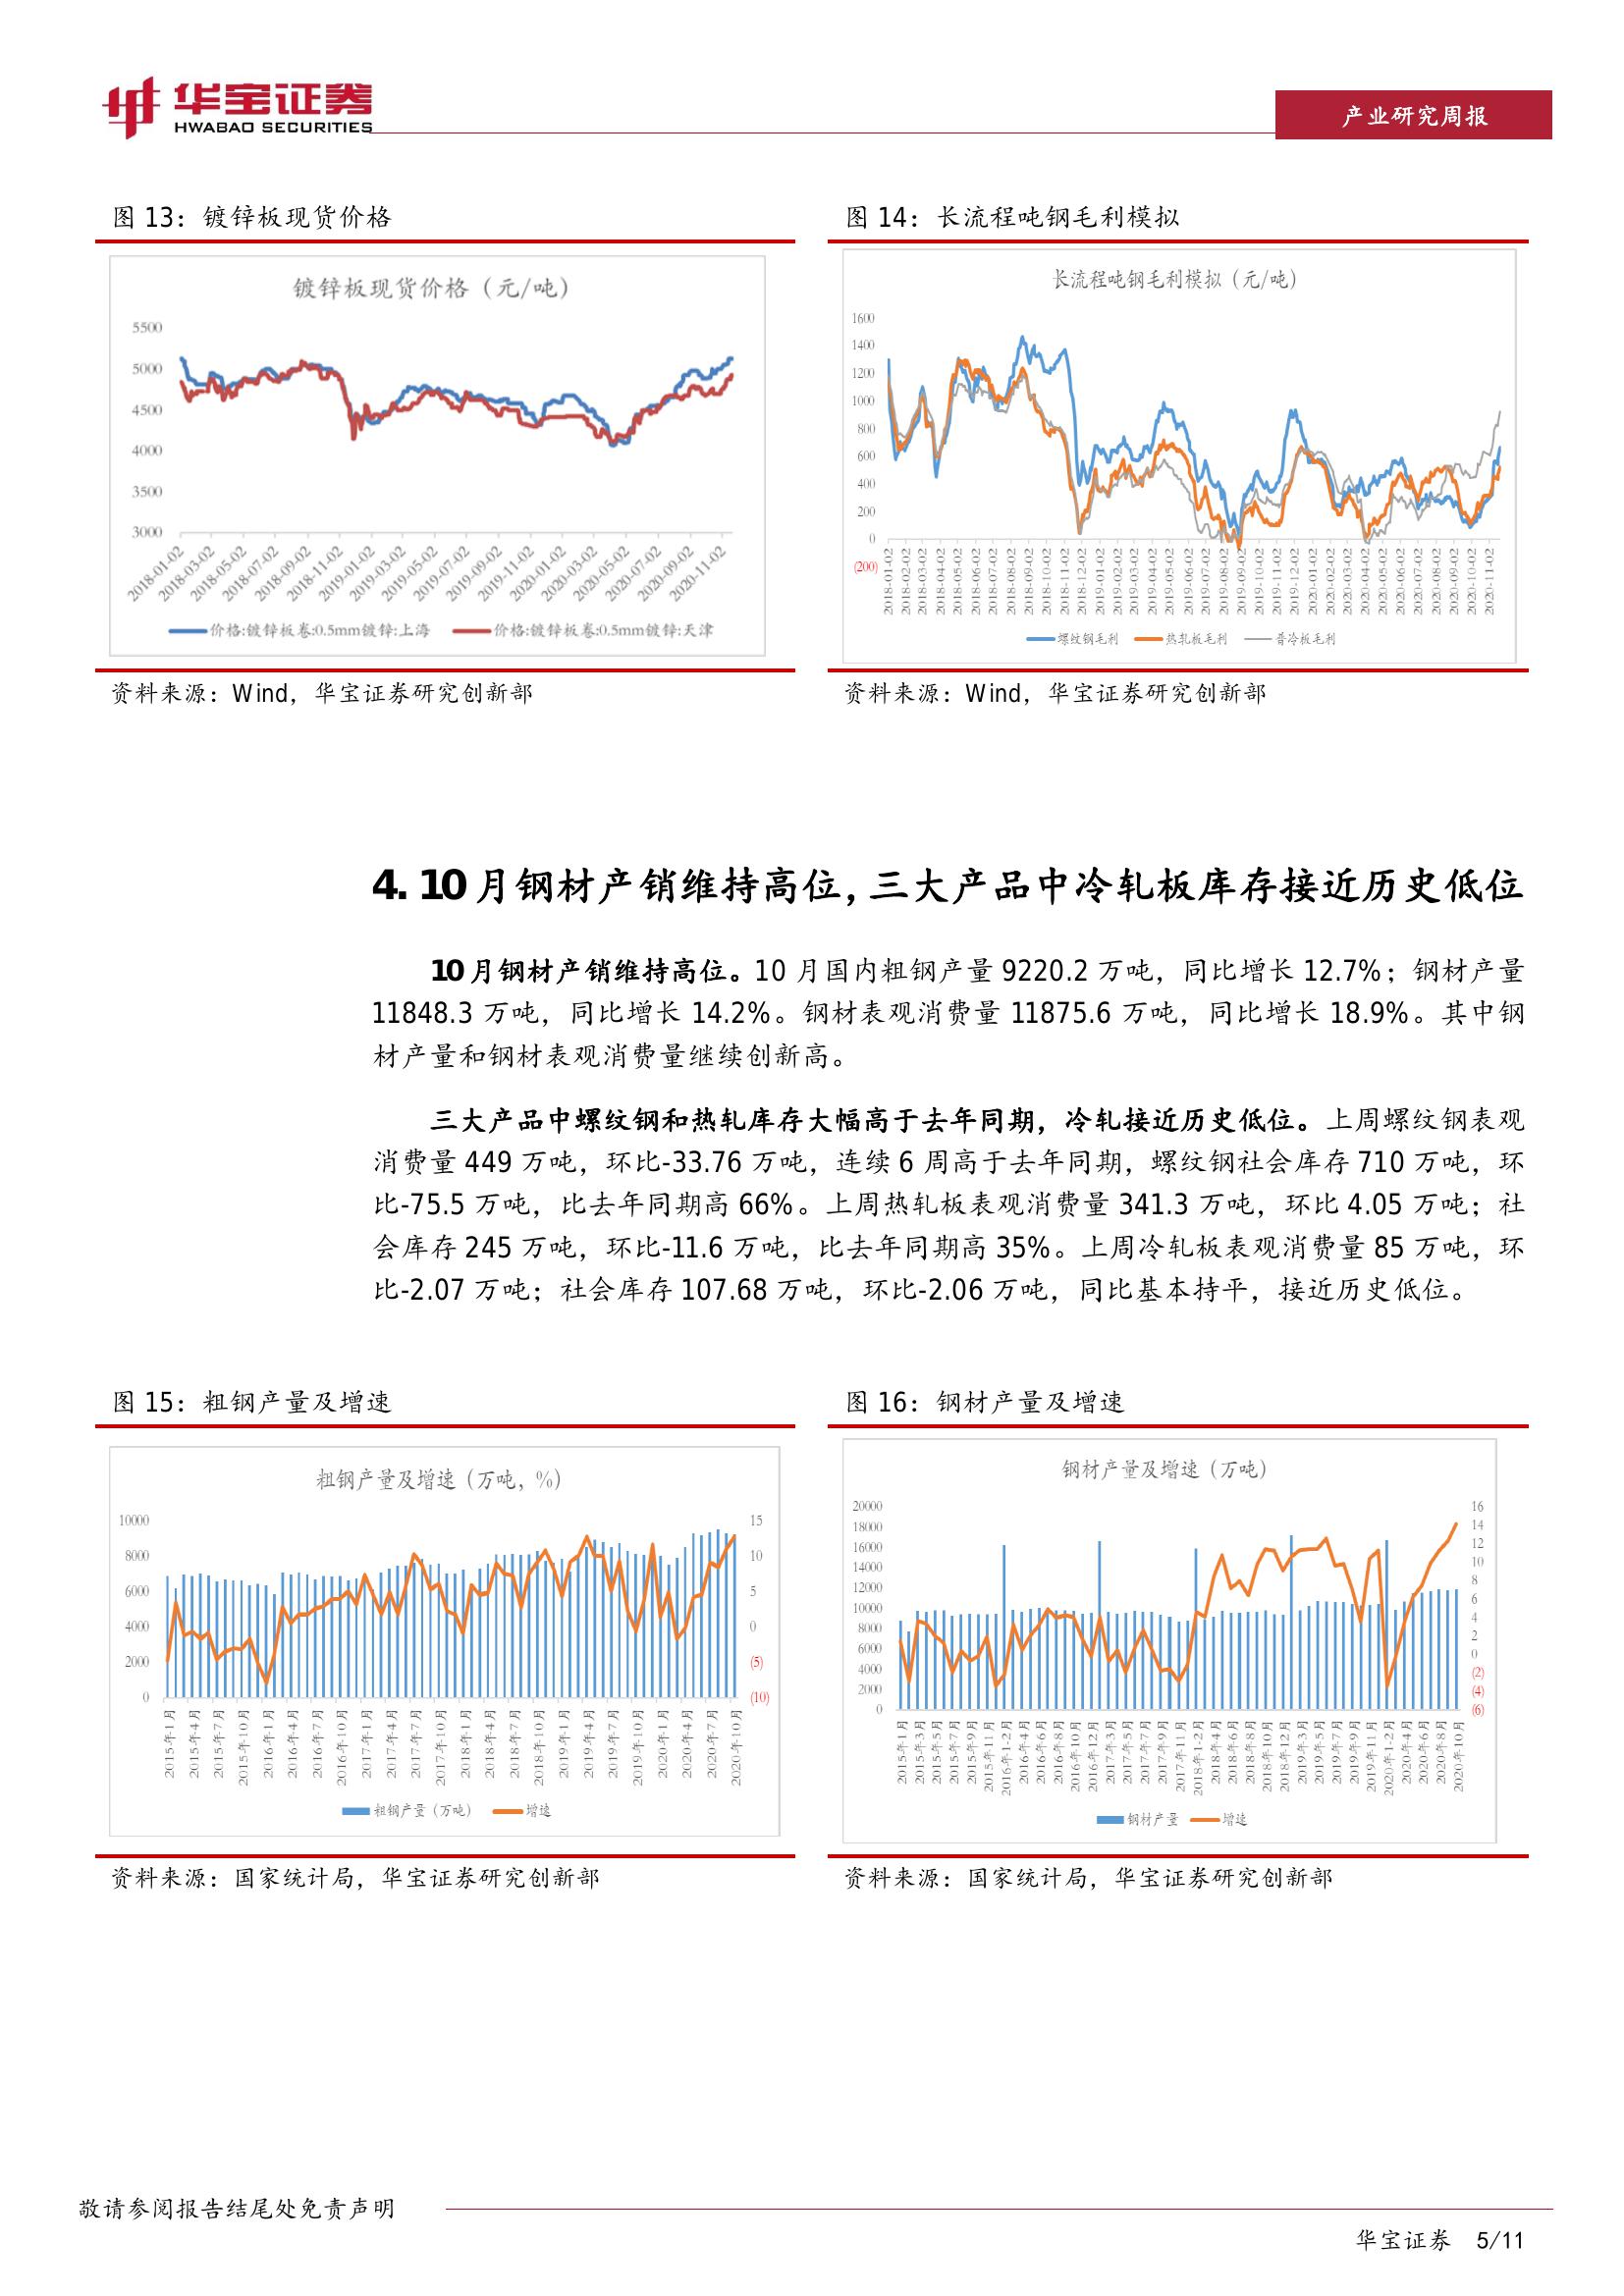 华宝证券
HWABAO SECURITIES
产业研究周报
图 13：镀锌板现货价格
镀锌板现货价格（元/吨）
5500
5000
4500
4000
3500
3000
2018-01-02
2018-03-02
2018-05-02
2018-07-02
2018-09-02
2018-11-02
2019-01-02
2019-03-02
2019-05-02
2019-07-02
2019-09-02
2019-11-02
2020-01-02
2020-03-02
2020-05-02
2020-07-02
2020-09-02
2020-11-02
价格:镀锌板卷:0.5mm镀锌:上海
价格:镀锌板卷:0.5mm镀锌:天津
资料来源：Wind，华宝证券研究创新部
图 14：长流程吨钢毛利模拟
长流程吨钢毛利模拟（元/吨）
1600
1400
1200
1000
800
600
400
200
0
(200)
2018-01-02
2018-02-02
2018-03-02
2018-04-02
2018-05-02
2018-06-02
2018-07-02
2018-08-02
2018-09-02
2018-10-02
2018-11-02
2018-12-02
2019-01-02
2019-02-02
2019-03-02
2019-04-02
2019-05-02
2019-06-02
2019-07-02
2019-08-02
2019-09-02
2019-10-02
2019-11-02
2019-12-02
2020-01-02
2020-02-02
2020-03-02
2020-04-02
2020-05-02
2020-06-02
2020-07-02
2020-08-02
2020-09-02
2020-10-02
2020-11-02
螺纹钢毛利
热轧板毛利
普冷板毛利
资料来源：Wind，华宝证券研究创新部
4. 10 月钢材产销维持高位，三大产品中冷轧板库存接近历史低位
10 月钢材产销维持高位。10 月国内粗钢产量 9220.2 万吨，同比增长 12.7%；钢材产量
11848.3 万吨，同比增长 14.2%。钢材表观消费量 11875.6 万吨，同比增长 18.9%。其中钢
材产量和钢材表观消费量继续创新高。
三大产品中螺纹钢和热轧库存大幅高于去年同期，冷轧接近历史低位。上周螺纹钢表观
消费量 449 万吨，环比-33.76 万吨，连续 6 周高于去年同期，螺纹钢社会库存 710 万吨，环
比-75.5 万吨，比去年同期高 66%。上周热轧板表观消费量 341.3 万吨，环比 4.05 万吨；社
会库存 245 万吨，环比-11.6 万吨，比去年同期高 35%。上周冷轧板表观消费量 85 万吨，环
比-2.07 万吨；社会库存 107.68 万吨，环比-2.06 万吨，同比基本持平，接近历史低位。
图 15：粗钢产量及增速
粗钢产量及增速（万吨，%）
10000
8000
6000
4000
2000
0
15
10
5
0
(5)
(10)
2015年1月
2015年4月
2015年7月
2015年10月
2016年1月
2016年4月
2016年7月
2016年10月
2017年1月
2017年4月
2017年7月
2017年10月
2018年1月
2018年4月
2018年7月
2018年10月
2019年1月
2019年4月
2019年7月
2019年10月
2020年1月
2020年4月
2020年7月
2020年10月
粗钢产量（万吨）
增速
资料来源：国家统计局，华宝证券研究创新部
图 16：钢材产量及增速
钢材产量及增速（万吨）
20000
18000
16000
14000
12000
10000
8000
6000
4000
2000
0
16
14
12
10
8
6
4
2
0
(2)
(4)
(6)
2015年1月
2015年3月
2015年5月
2015年7月
2015年9月
2015年11月
2016年1-2月
2016年4月
2016年6月
2016年8月
2016年10月
2016年12月
2017年3月
2017年5月
2017年7月
2017年9月
2017年11月
2018年1-2月
2018年4月
2018年6月
2018年8月
2018年10月
2018年12月
2019年3月
2019年5月
2019年7月
2019年9月
2019年11月
2020年1-2月
2020年4月
2020年6月
2020年8月
2020年10月
钢材产量
增速
资料来源：国家统计局，华宝证券研究创新部
敬请参阅报告结尾处免责声明
华宝证券 5/11